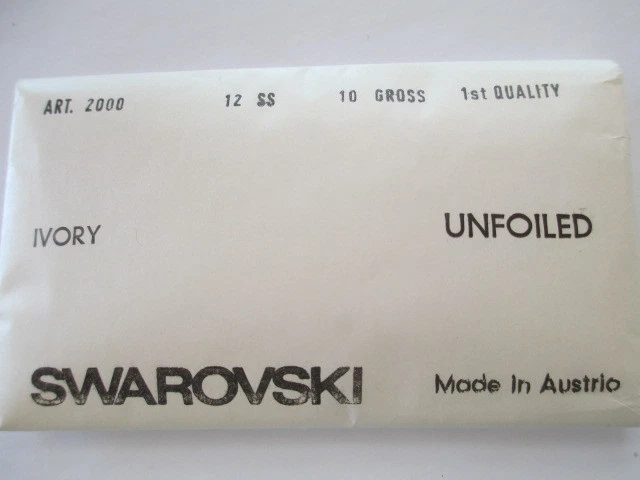 ART. 2000 12 SS 10 GROSS 1st QUALITY
IVORY UNFOILED
SWAROVSKI Made In Austria